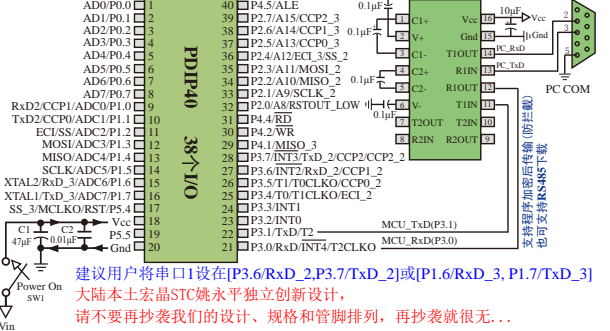 AD0/P0.0 1
AD1/P0.1 2
AD2/P0.2 3
AD3/P0.3 4
AD4/P0.4 5
AD5/P0.5 6
AD6/P0.6 7
AD7/P0.7 8
RxD2/CCP1/ADC0/P1.0 9
TxD2/CCP0/ADC1/P1.1 10
ECI/SS/ADC2/P1.2 11
MOSI/ADC3/P1.3 12
MISO/ADC4/P1.4 13
SCLK/ADC5/P1.5 14
XTAL2/RxD_3/ADC6/P1.6 15
XTAL1/TxD_3/ADC7/P1.7 16
SS_3/MCLKO/RST/P5.4 17
Vcc 18
P5.5 19
Gnd 20
PDIP40 38个I/O
40 P4.5/ALE
39 P2.7/A15/CCP2_3
38 P2.6/A14/CCP1_3
37 P2.5/A13/CCP0_3
36 P2.4/A12/ECI_3/SS_2
35 P2.3/A11/MOSI_2
34 P2.2/A10/MISO_2
33 P2.1/A9/SCLK_2
32 P2.0/A8/RSTOUT_LOW
31 P4.4/RD
30 P4.2/WR
29 P4.1/MISO_3
28 P3.7/INT3/TxD_2/CCP2/CCP2_2
27 P3.6/INT2/RxD_2/CCP1_2
26 P3.5/T1/T0CLKO/CCP0_2
25 P3.4/T0/T1CLKO/ECI_2
24 P3.3/INT1
23 P3.2/INT0
22 P3.1/TxD/T2
21 P3.0/RxD/INT4/T2CLKO
C1
47μF
C2
0.01μF
Power On
SW1
Vin
0.1μF
0.1μF
0.1μF
0.1μF
1 C1+
2 V+
3 C1-
4 C2+
5 C2-
6 V-
7 T2OUT
8 R2IN
Vcc 16
Gnd 15
T1OUT 14
R1IN 13
R1OUT 12
T1IN 11
T2IN 10
R2OUT 9
10μF
Vcc
Gnd
PC_RxD
PC_TxD
2
3
5
PC COM
MCU_TxD(P3.1)
MCU_RxD(P3.0)
支持程序加密后传输(防拦截)
也可支持RS485下载
建议用户将串口1设在[P3.6/RxD_2,P3.7/TxD_2]或[P1.6/RxD_3, P1.7/TxD_3]
大陆本土宏晶STC姚永平独立创新设计，
请不要再抄袭我们的设计、规格和管脚排列，再抄袭就很无...